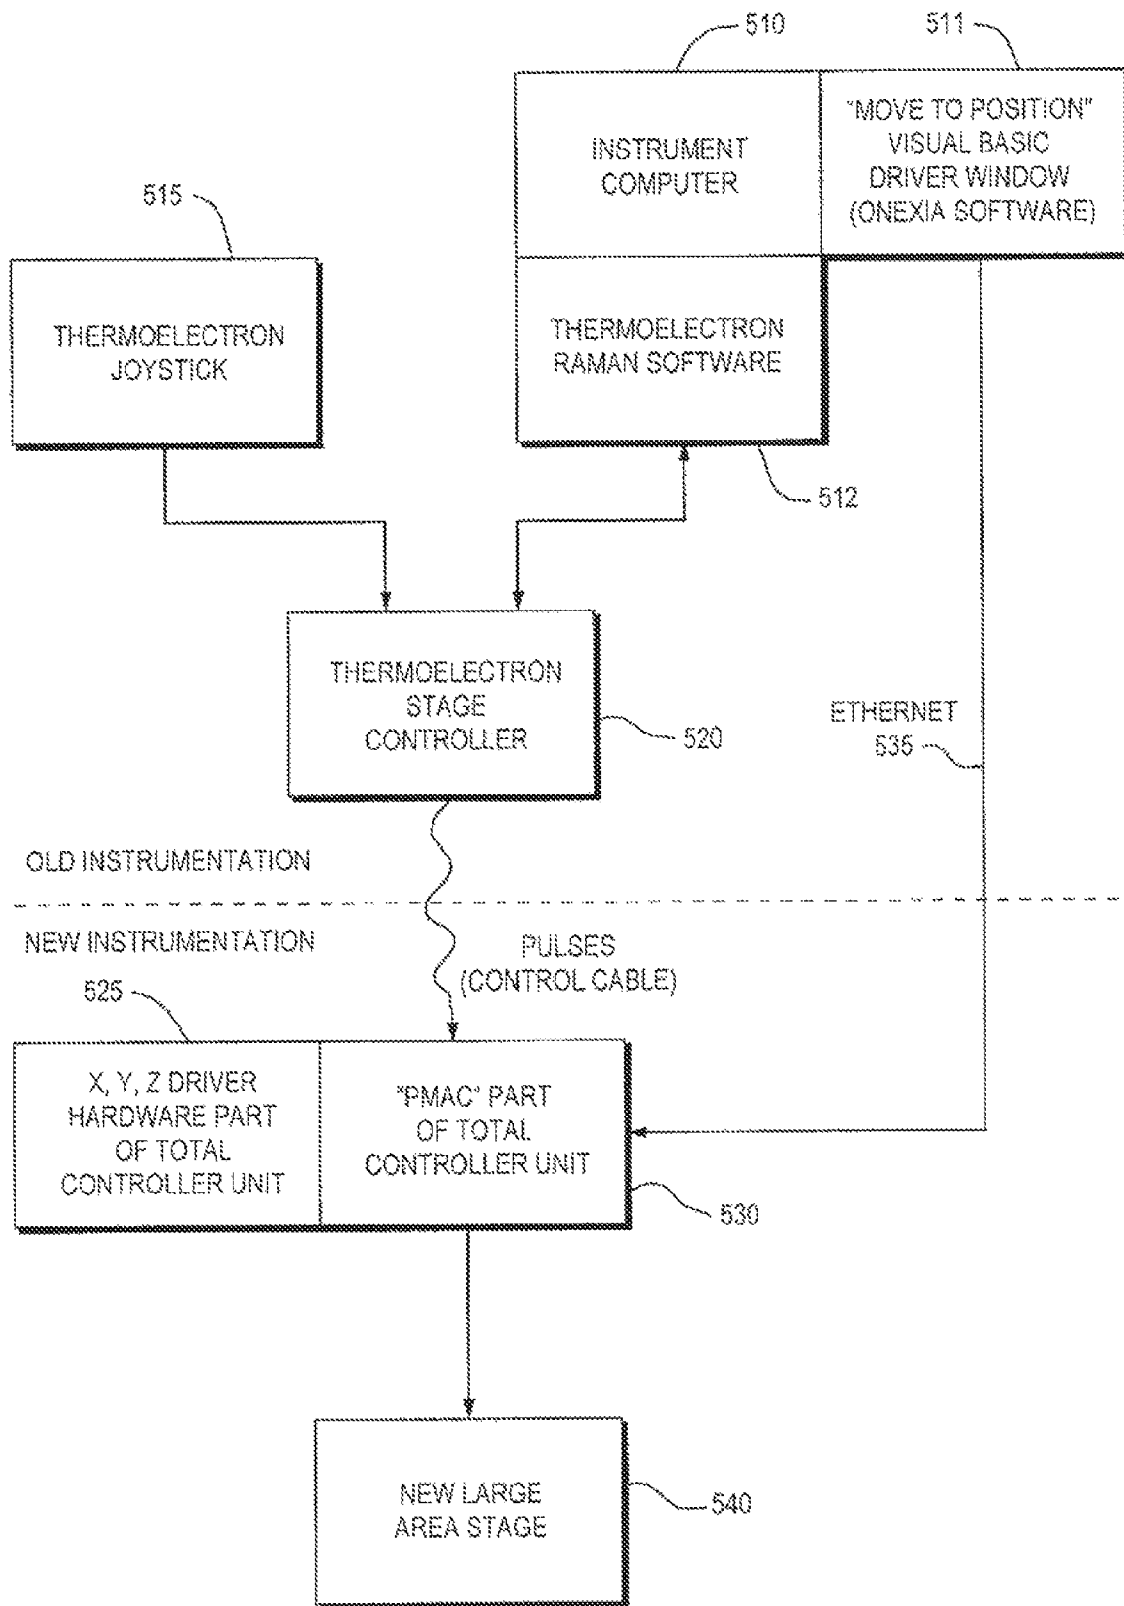 510
511
INSTRUMENT
COMPUTER
"MOVE TO POSITION"
VISUAL BASIC
DRIVER WINDOW
(ONEXIA SOFTWARE)
515
THERMOELECTRON
JOYSTICK
THERMOELECTRON
RAMAN SOFTWARE
512
THERMOELECTRON
STAGE
CONTROLLER
520
ETHERNET
535
OLD INSTRUMENTATION
NEW INSTRUMENTATION
PULSES
(CONTROL CABLE)
525
X, Y, Z DRIVER
HARDWARE PART
OF TOTAL
CONTROLLER UNIT
"PMAC" PART
OF TOTAL
CONTROLLER UNIT
530
NEW LARGE
AREA STAGE
540